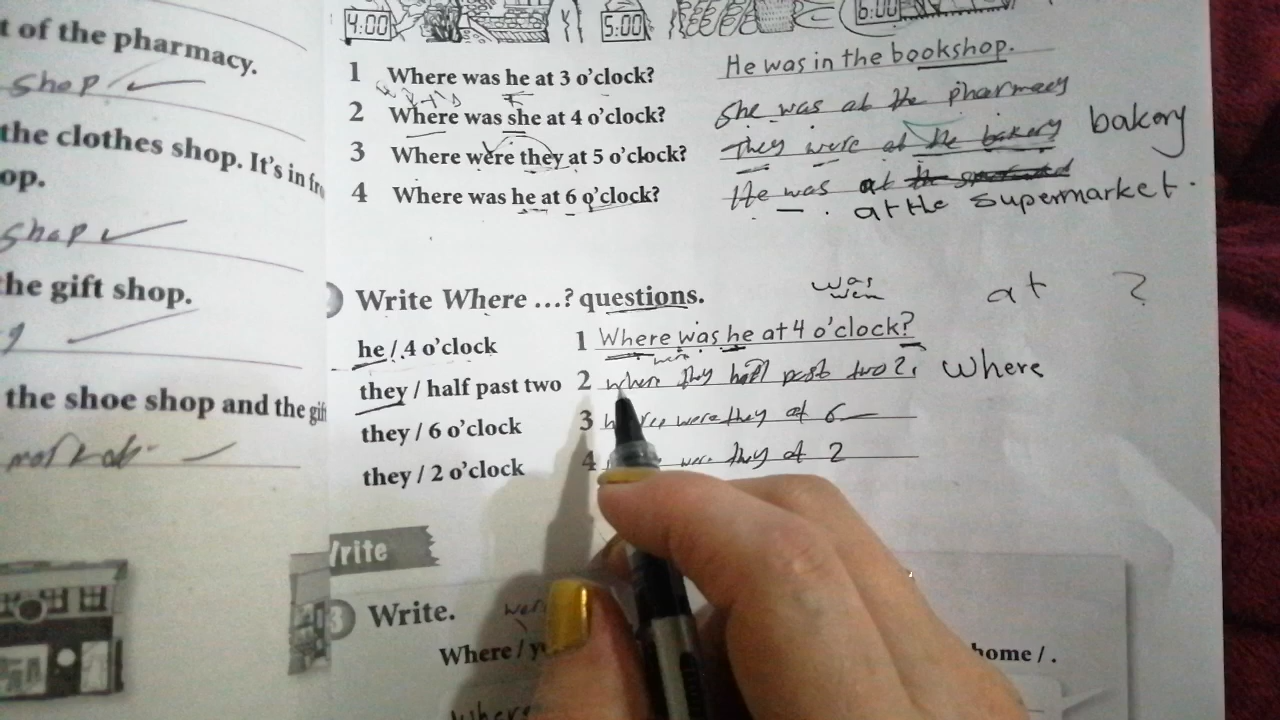 4:00 5:00 6:00
t of the pharmacy.
shop
the clothes shop. It's in fr
op.
shop
he gift shop.
the shoe shop and the gif
1 Where was he at 3 o'clock? He was in the bookshop.
2 Where was she at 4 o'clock? She was at the pharmacy
3 Where were they at 5 o'clock? They were at the bakery bakery
4 Where was he at 6 o'clock? He was at
at the supermarket.
Write Where ...? questions. was at ?
he / 4 o'clock 1 Where was he at 4 o'clock?
were
they / half past two 2 when they half past two?. Where
they / 6 o'clock 3 were they at 6
they / 2 o'clock 4 were they at 2
Write
3 Write.
Where / y home / .
Where